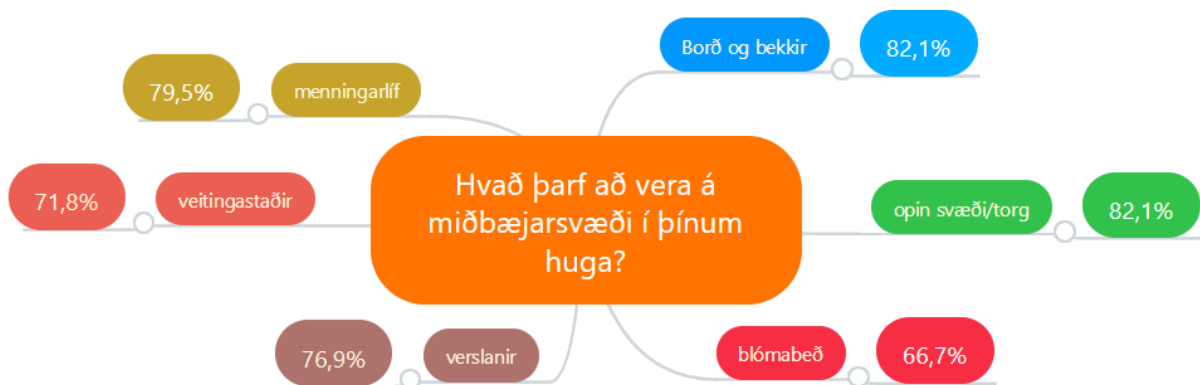 Borð og bekkir
82,1%
menningarlíf
79,5%
Hvað þarf að vera á
miðbæjarsvæði í þínum
huga?
veitingastaðir
71,8%
opin svæði/torg
82,1%
verslanir
76,9%
blómabeð
66,7%